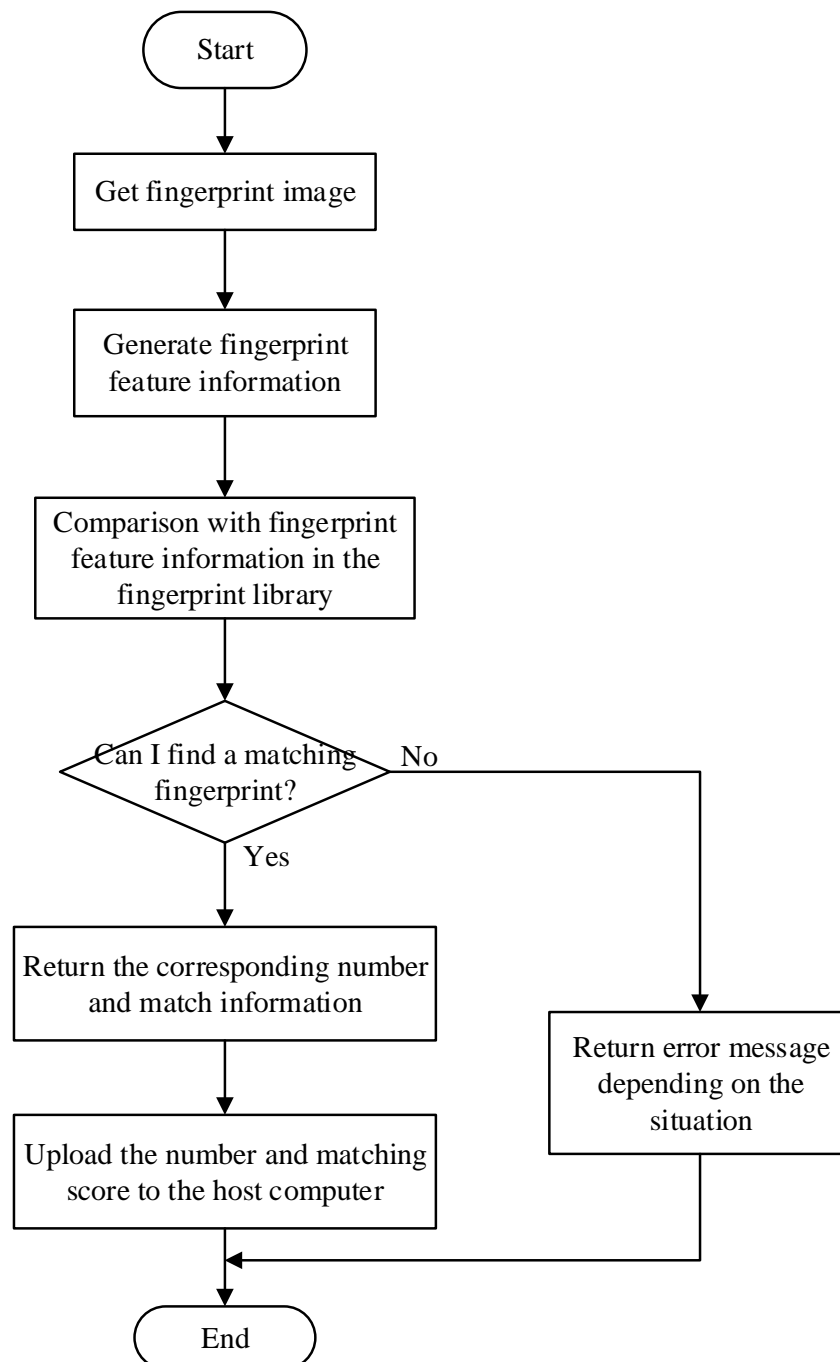 Start
Get fingerprint image
Generate fingerprint
feature information
Comparison with fingerprint
feature information in the
fingerprint library
Can I find a matching
fingerprint?
No
Yes
Return the corresponding number
and match information
Return error message
depending on the
situation
Upload the number and matching
score to the host computer
End